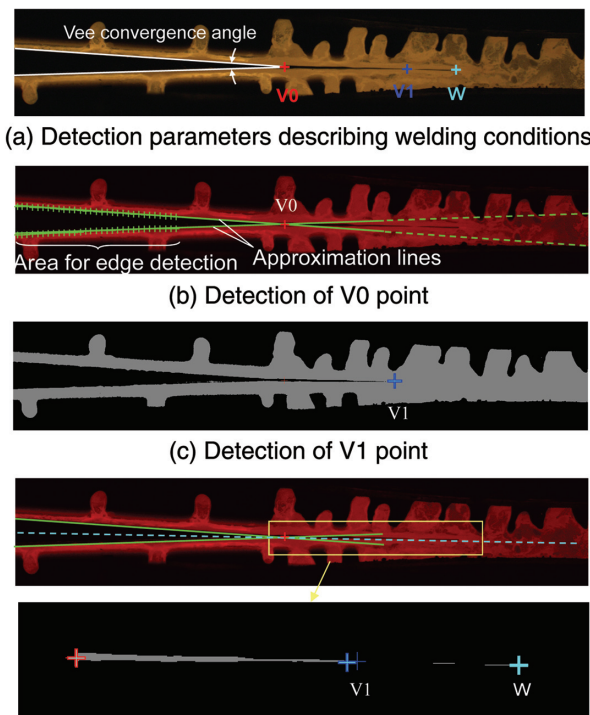 Vee convergence angle
V0
V1
W
(a) Detection parameters describing welding conditions
V0
Area for edge detection
Approximation lines
(b) Detection of V0 point
V1
(c) Detection of V1 point
V1
W